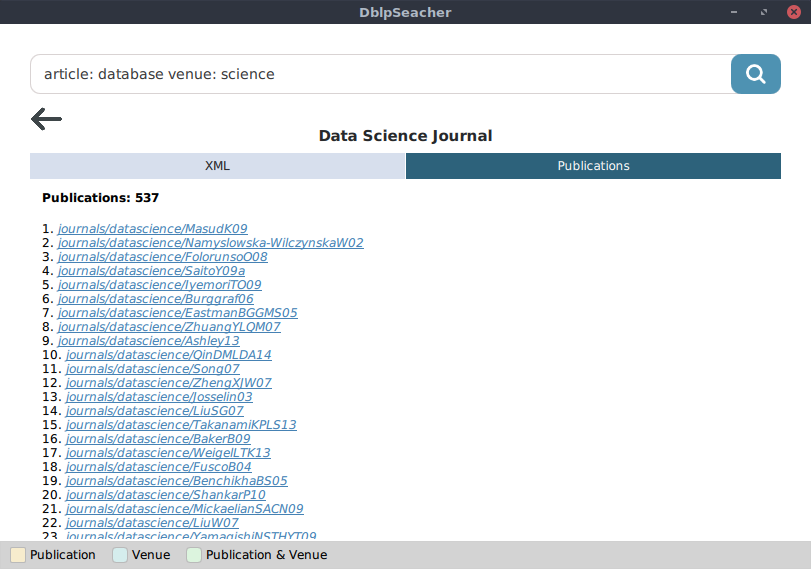 DblpSeacher
article: database venue: science
Data Science Journal
XML
Publications
Publications: 537
1. journals/datascience/MasudK09
2. journals/datascience/Namyslowska-WilczynskaW02
3. journals/datascience/FolorunsoO08
4. journals/datascience/SaitoY09a
5. journals/datascience/IyemoriTO09
6. journals/datascience/Burggraf06
7. journals/datascience/EastmanBGGMS05
8. journals/datascience/ZhuangYLQM07
9. journals/datascience/Ashley13
10. journals/datascience/QinDMLDA14
11. journals/datascience/Song07
12. journals/datascience/ZhengXJW07
13. journals/datascience/Josselin03
14. journals/datascience/LiuSG07
15. journals/datascience/TakanamiKPLS13
16. journals/datascience/BakerB09
17. journals/datascience/WeigelLTK13
18. journals/datascience/FuscoB04
19. journals/datascience/BenchikhaBS05
20. journals/datascience/ShankarP10
21. journals/datascience/MickaelianSACN09
22. journals/datascience/LiuW07
23. journals/datascience/YamagishiNSTHYT09
Publication
Venue
Publication & Venue